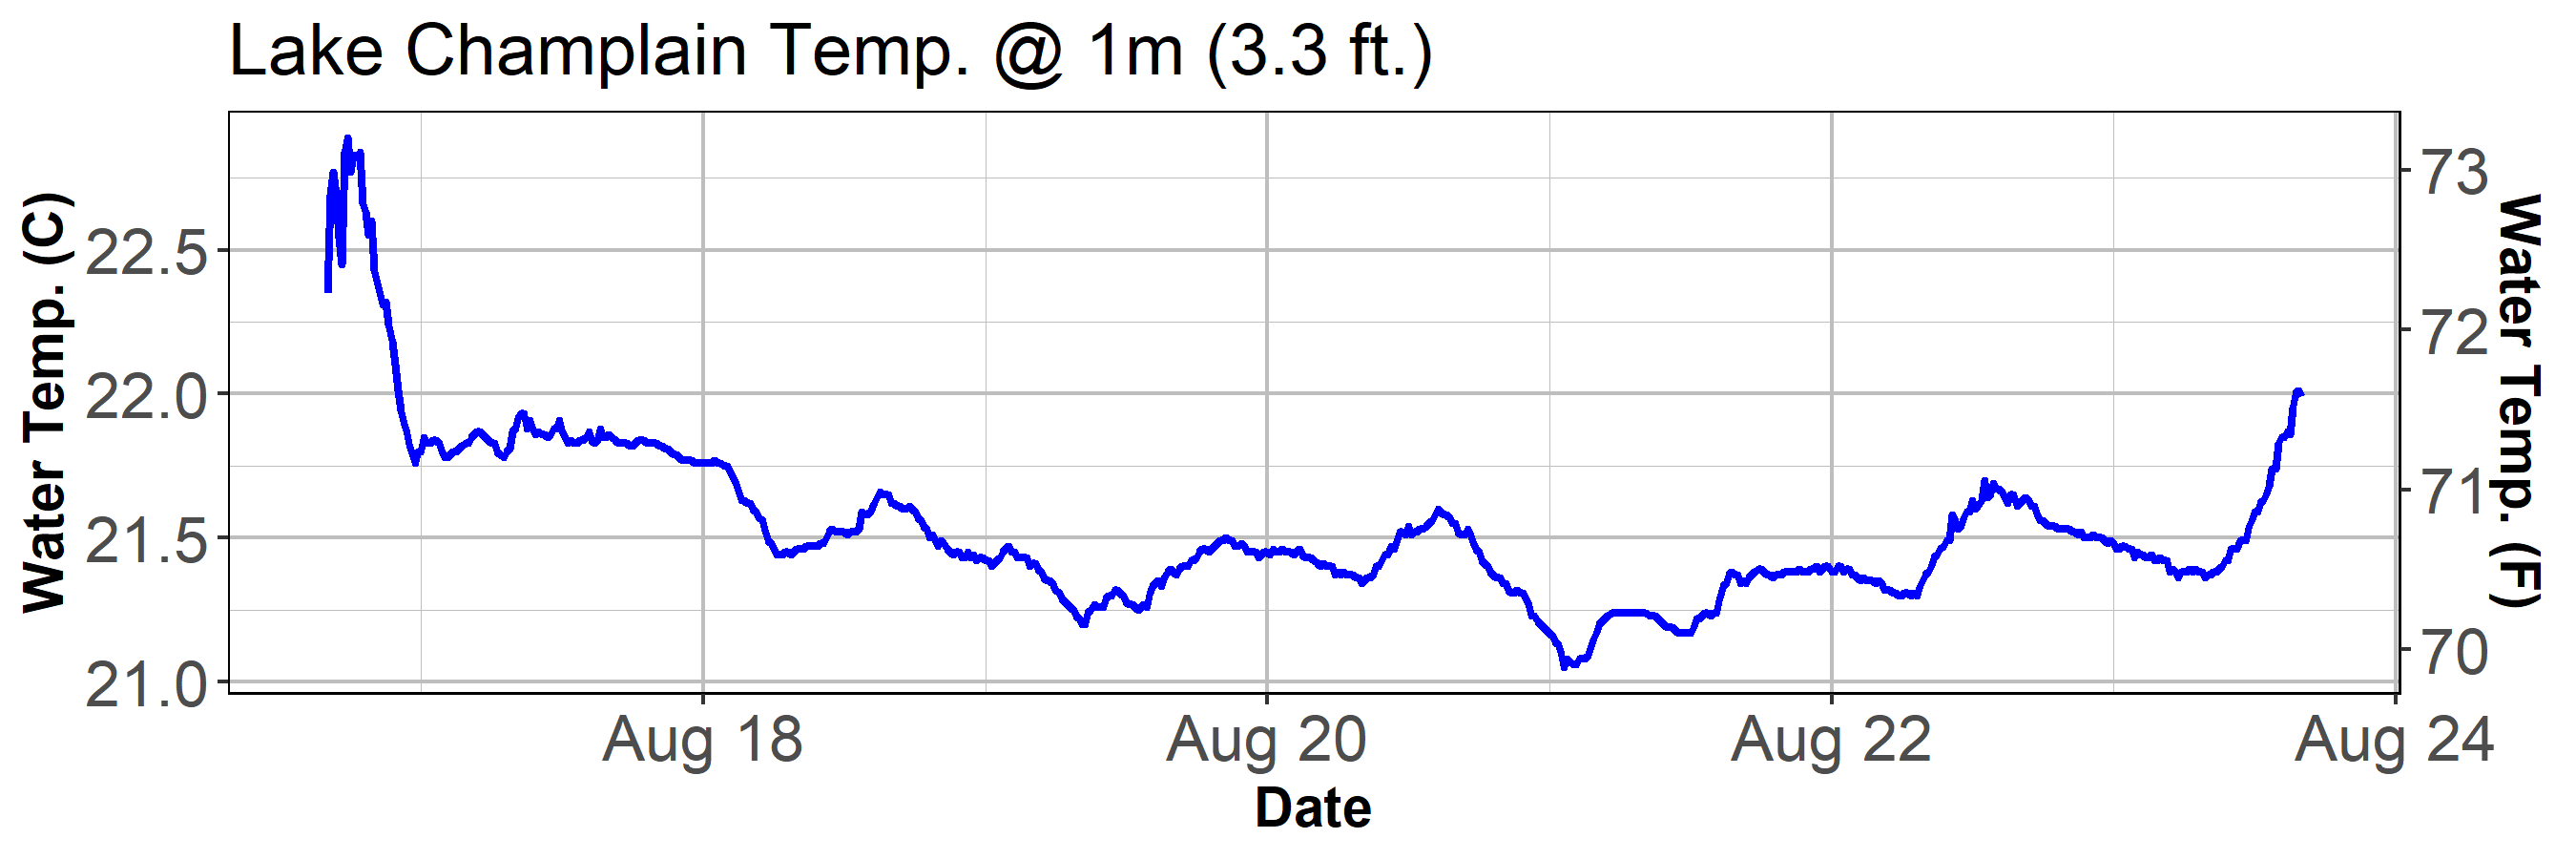 Lake Champlain Temp. @ 1m (3.3 ft.)
Water Temp. (C)
22.5
22.0
21.5
21.0
73
72
71
70
Water Temp. (F)
Aug 18
Aug 20
Aug 22
Aug 24
Date